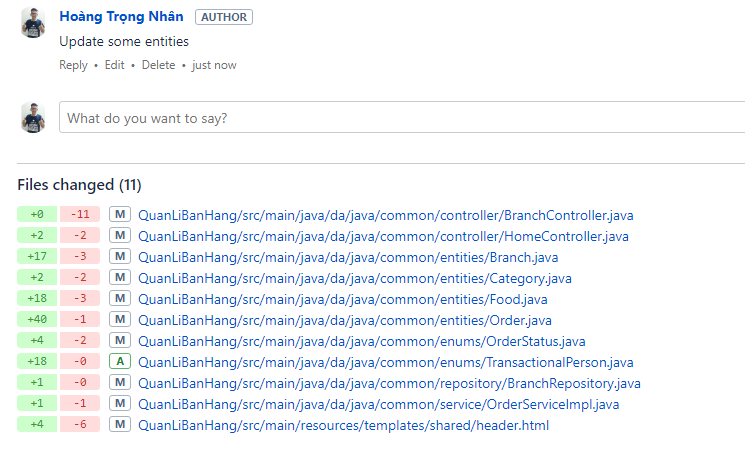 Hoàng Trọng Nhân AUTHOR
Update some entities
Reply • Edit • Delete • just now
What do you want to say?
Files changed (11)
+0 -11 M QuanLiBanHang/src/main/java/da/java/common/controller/BranchController.java
+2 -2 M QuanLiBanHang/src/main/java/da/java/common/controller/HomeController.java
+17 -3 M QuanLiBanHang/src/main/java/da/java/common/entities/Branch.java
+2 -2 M QuanLiBanHang/src/main/java/da/java/common/entities/Category.java
+18 -3 M QuanLiBanHang/src/main/java/da/java/common/entities/Food.java
+40 -1 M QuanLiBanHang/src/main/java/da/java/common/entities/Order.java
+4 -2 M QuanLiBanHang/src/main/java/da/java/common/enums/OrderStatus.java
+18 -0 A QuanLiBanHang/src/main/java/da/java/common/enums/TransactionalPerson.java
+1 -0 M QuanLiBanHang/src/main/java/da/java/common/repository/BranchRepository.java
+1 -1 M QuanLiBanHang/src/main/java/da/java/common/service/OrderServiceImpl.java
+4 -6 M QuanLiBanHang/src/main/resources/templates/shared/header.html